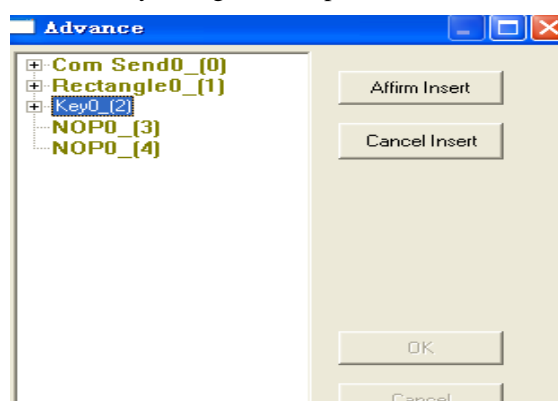 Advance
Com Send0_(0)
Rectangle0_(1)
Key0_(2)
NOP0_(3)
NOP0_(4)
Affirm Insert
Cancel Insert
OK
Cancel